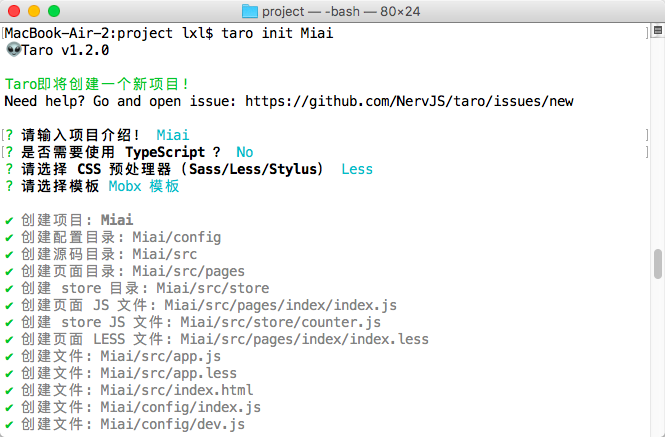 project — -bash — 80×24
[MacBook-Air-2:project lxl$ taro init Miai ]
👽Taro v1.2.0
Taro即将创建一个新项目!
Need help? Go and open issue: https://github.com/NervJS/taro/issues/new
[? 请输入项目介绍! Miai ]
[? 是否需要使用 TypeScript ? No ]
? 请选择 CSS 预处理器(Sass/Less/Stylus) Less
? 请选择模板 Mobx 模板
✔ 创建项目: Miai
✔ 创建配置目录: Miai/config
✔ 创建源码目录: Miai/src
✔ 创建页面目录: Miai/src/pages
✔ 创建 store 目录: Miai/src/store
✔ 创建页面 JS 文件: Miai/src/pages/index/index.js
✔ 创建 store JS 文件: Miai/src/store/counter.js
✔ 创建页面 LESS 文件: Miai/src/pages/index/index.less
✔ 创建文件: Miai/src/app.js
✔ 创建文件: Miai/src/app.less
✔ 创建文件: Miai/src/index.html
✔ 创建文件: Miai/config/index.js
✔ 创建文件: Miai/config/dev.js